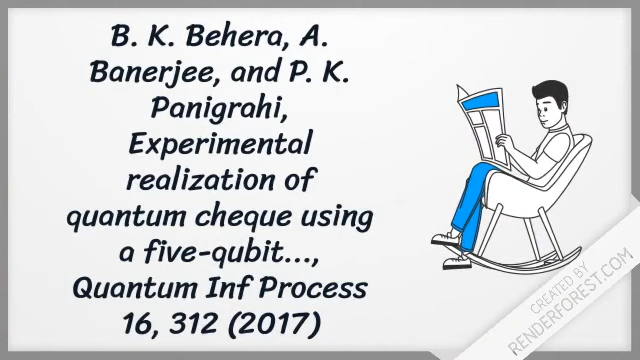 B. K. Behera, A.
Banerjee, and P. K.
Panigrahi,
Experimental
realization of
quantum cheque using
a five-qubit...,
Quantum Inf Process
16, 312 (2017)
CREATED BY
RENDERFOREST.COM